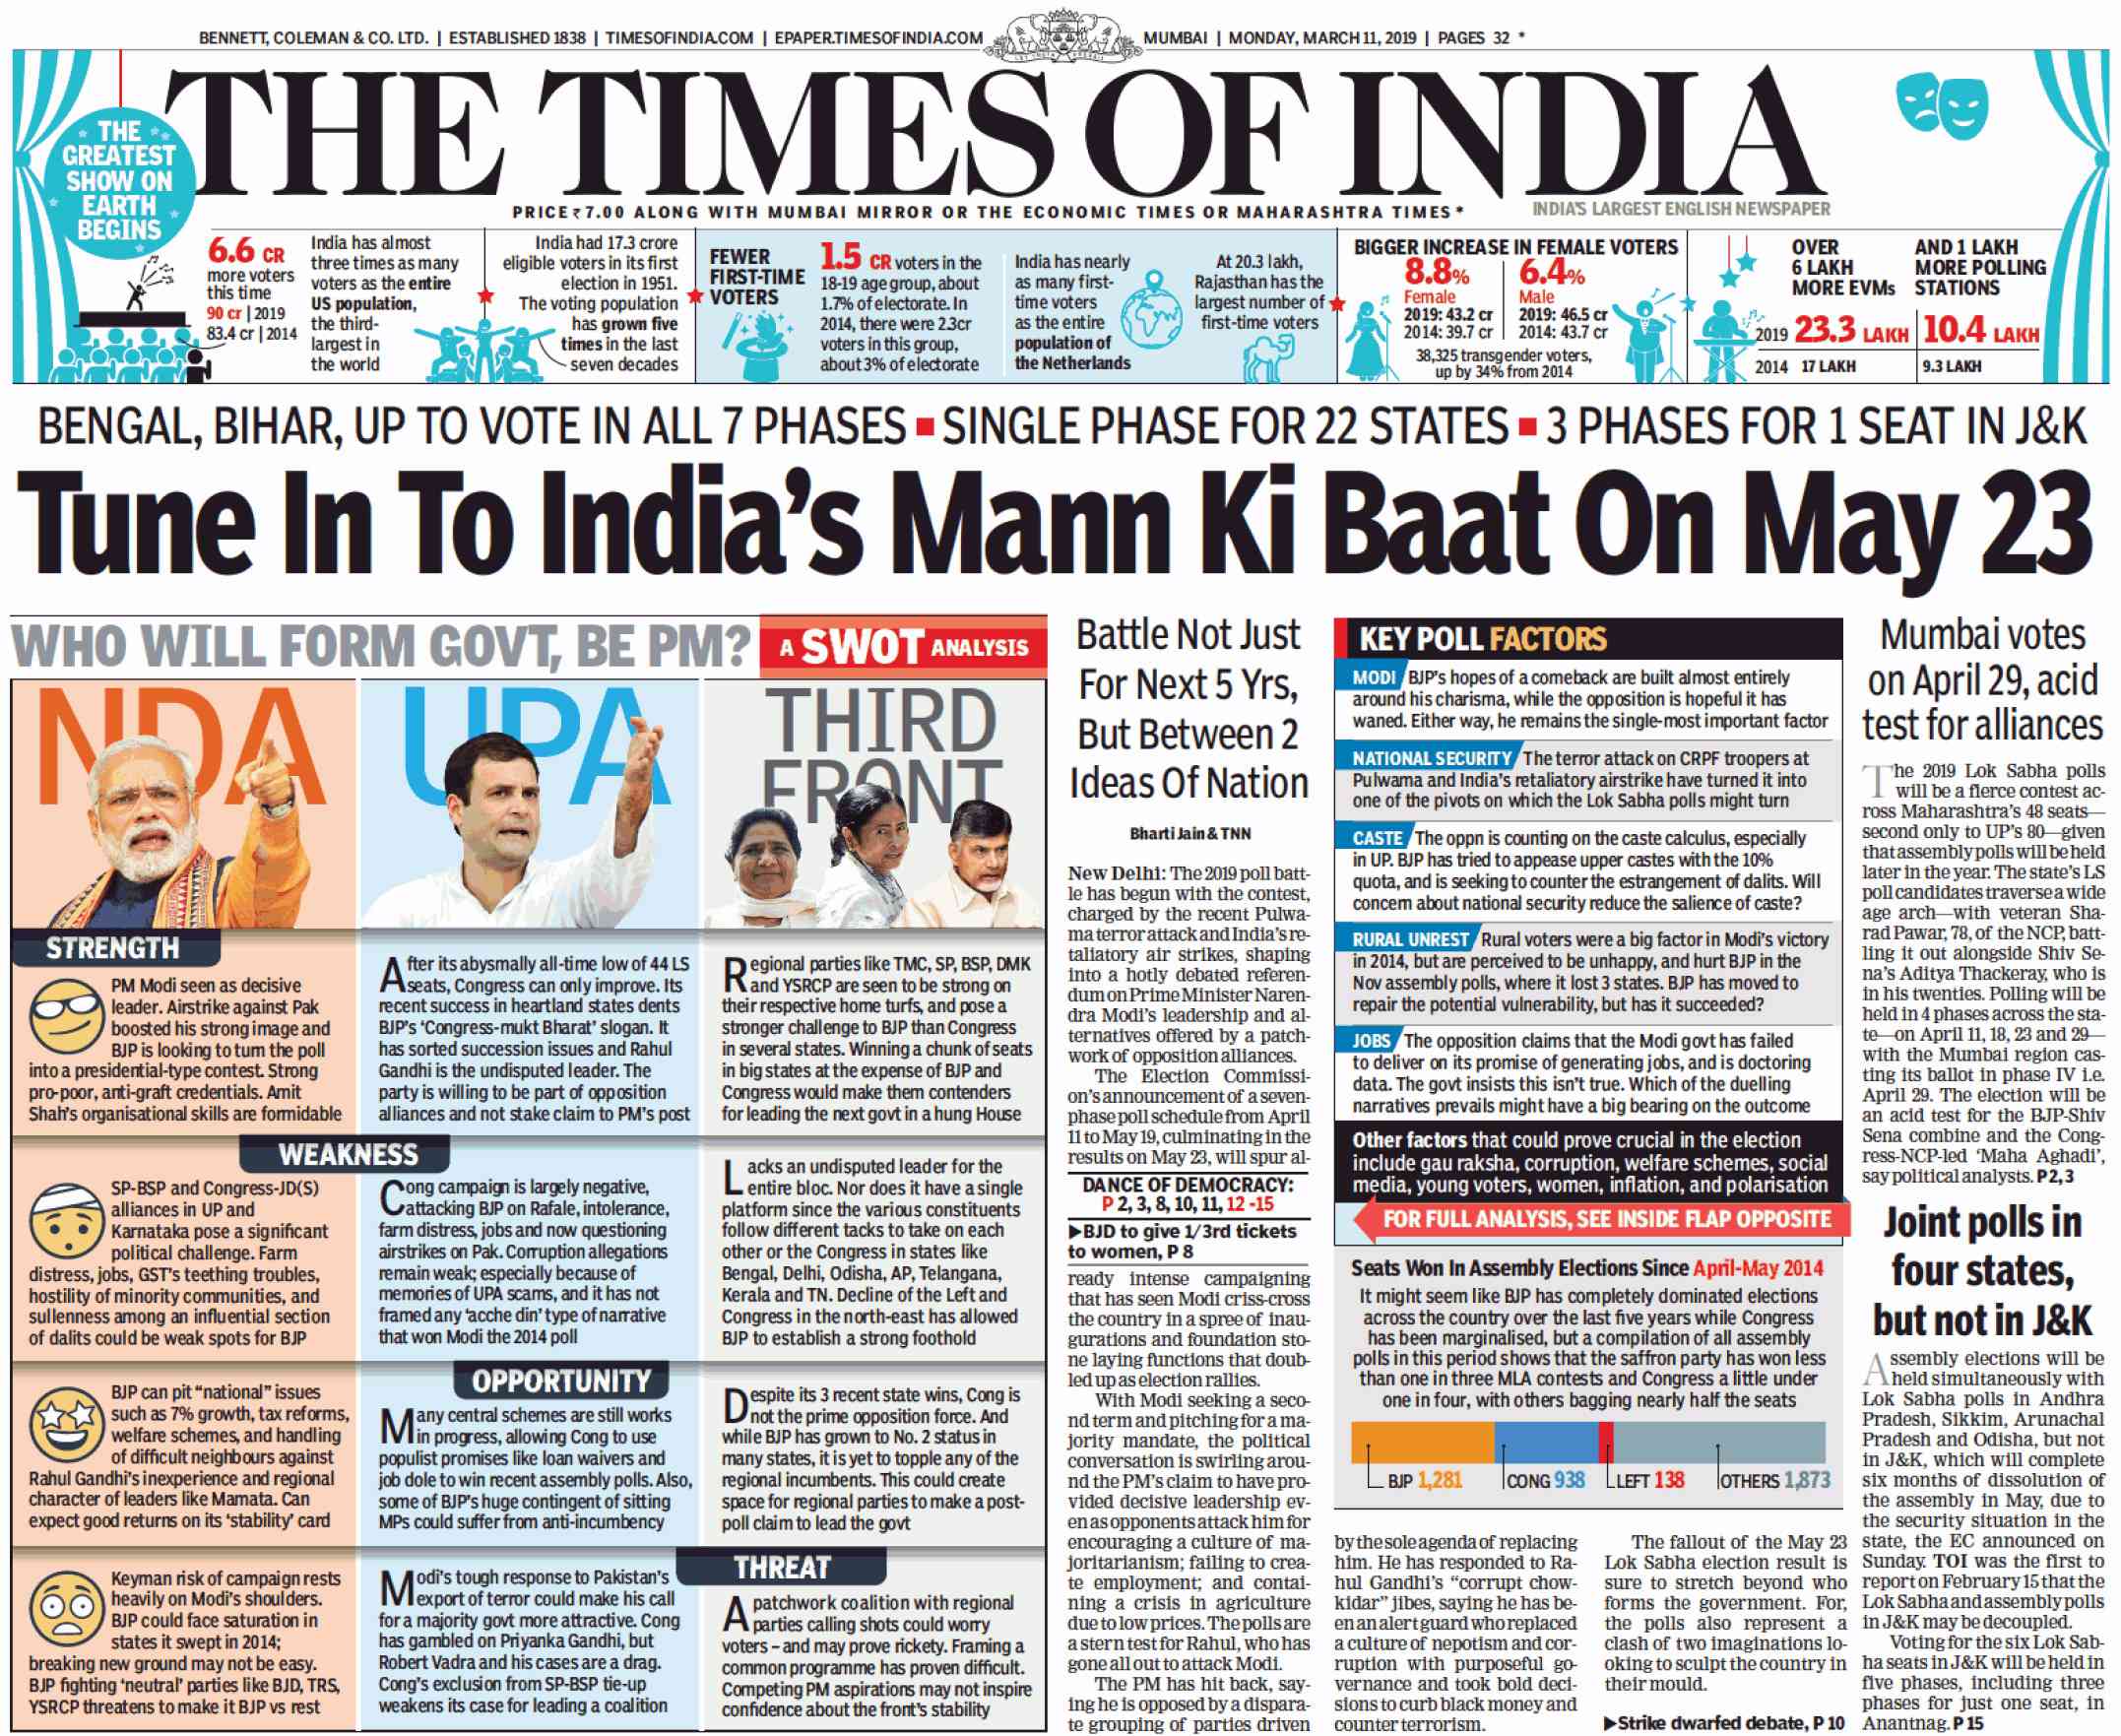 BENNETT, COLEMAN & CO. LTD. | ESTABLISHED 1838 | TIMESOFINDIA.COM | EPAPER.TIMESOFINDIA.COM
MUMBAI | MONDAY, MARCH 11, 2019 | PAGES 32 *
THE TIMES OF INDIA
THE
GREATEST
SHOW ON
EARTH
BEGINS
PRICE ₹ 7.00 ALONG WITH MUMBAI MIRROR OR THE ECONOMIC TIMES OR MAHARASHTRA TIMES *
INDIA'S LARGEST ENGLISH NEWSPAPER
6.6 CR
more voters
this time
90 cr | 2019
83.4 cr | 2014
India has almost
three times as many
voters as the entire
US population,
the third-
largest in
the world
India had 17.3 crore
eligible voters in its first
election in 1951.
The voting population
has grown five
times in the last
seven decades
FEWER
FIRST-TIME
VOTERS
1.5 CR voters in the
18-19 age group, about
1.7% of electorate. In
2014, there were 2.3cr
voters in this group,
about 3% of electorate
India has nearly
as many first-
time voters
as the entire
population of
the Netherlands
At 20.3 lakh,
Rajasthan has the
largest number of
first-time voters
BIGGER INCREASE IN FEMALE VOTERS
8.8%
Female
2019: 43.2 cr
2014: 39.7 cr
6.4%
Male
2019: 46.5 cr
2014: 43.7 cr
38,325 transgender voters,
up by 34% from 2014
OVER
6 LAKH
MORE EVMs
2019 23.3 LAKH
2014 17 LAKH
AND 1 LAKH
MORE POLLING
STATIONS
10.4 LAKH
9.3 LAKH
BENGAL, BIHAR, UP TO VOTE IN ALL 7 PHASES ▪ SINGLE PHASE FOR 22 STATES ▪ 3 PHASES FOR 1 SEAT IN J&K
Tune In To India's Mann Ki Baat On May 23
WHO WILL FORM GOVT, BE PM?
A SWOT ANALYSIS
NDA
UPA
THIRD
FRONT
STRENGTH
PM Modi seen as decisive
leader. Airstrike against Pak
boosted his strong image and
BJP is looking to turn the poll
into a presidential-type contest. Strong
pro-poor, anti-graft credentials. Amit
Shah's organisational skills are formidable
After its abysmally all-time low of 44 LS
seats, Congress can only improve. Its
recent success in heartland states dents
BJP's 'Congress-mukt Bharat' slogan. It
has sorted succession issues and Rahul
Gandhi is the undisputed leader. The
party is willing to be part of opposition
alliances and not stake claim to PM's post
Regional parties like TMC, SP, BSP, DMK
and YSRCP are seen to be strong on
their respective home turfs, and pose a
stronger challenge to BJP than Congress
in several states. Winning a chunk of seats
in big states at the expense of BJP and
Congress would make them contenders
for leading the next govt in a hung House
WEAKNESS
SP-BSP and Congress-JD(S)
alliances in UP and
Karnataka pose a significant
political challenge. Farm
distress, jobs, GST's teething troubles,
hostility of minority communities, and
sullenness among an influential section
of dalits could be weak spots for BJP
Cong campaign is largely negative,
attacking BJP on Rafale, intolerance,
farm distress, jobs and now questioning
airstrikes on Pak. Corruption allegations
remain weak; especially because of
memories of UPA scams, and it has not
framed any 'acche din' type of narrative
that won Modi the 2014 poll
Lacks an undisputed leader for the
entire bloc. Nor does it have a single
platform since the various constituents
follow different tacks to take on each
other or the Congress in states like
Bengal, Delhi, Odisha, AP, Telangana,
Kerala and TN. Decline of the Left and
Congress in the north-east has allowed
BJP to establish a strong foothold
OPPORTUNITY
BJP can pit "national" issues
such as 7% growth, tax reforms,
welfare schemes, and handling
of difficult neighbours against
Rahul Gandhi's inexperience and regional
character of leaders like Mamata. Can
expect good returns on its 'stability' card
Many central schemes are still works
in progress, allowing Cong to use
populist promises like loan waivers and
job dole to win recent assembly polls. Also,
some of BJP's huge contingent of sitting
MPs could suffer from anti-incumbency
Despite its 3 recent state wins, Cong is
not the prime opposition force. And
while BJP has grown to No. 2 status in
many states, it is yet to topple any of the
regional incumbents. This could create
space for regional parties to make a post-
poll claim to lead the govt
THREAT
Keyman risk of campaign rests
heavily on Modi's shoulders.
BJP could face saturation in
states it swept in 2014;
breaking new ground may not be easy.
BJP fighting 'neutral' parties like BJD, TRS,
YSRCP threatens to make it BJP vs rest
Modi's tough response to Pakistan's
export of terror could make his call
for a majority govt more attractive. Cong
has gambled on Priyanka Gandhi, but
Robert Vadra and his cases are a drag.
Cong's exclusion from SP-BSP tie-up
weakens its case for leading a coalition
A patchwork coalition with regional
parties calling shots could worry
voters – and may prove rickety. Framing a
common programme has proven difficult.
Competing PM aspirations may not inspire
confidence about the front's stability
Battle Not Just
For Next 5 Yrs,
But Between 2
Ideas Of Nation
Bharti Jain & TNN
New Delhi: The 2019 poll batt-
le has begun with the contest,
charged by the recent Pulwa-
ma terror attack and India's re-
taliatory air strikes, shaping
into a hotly debated referen-
dum on Prime Minister Naren-
dra Modi's leadership and al-
ternatives offered by a patch-
work of opposition alliances.
The Election Commissi-
on's announcement of a seven-
phase poll schedule from April
11 to May 19, culminating in the
results on May 23, will spur al-
DANCE OF DEMOCRACY:
P 2, 3, 8, 10, 11, 12 -15
▶BJD to give 1/3rd tickets
to women, P 8
ready intense campaigning
that has seen Modi criss-cross
the country in a spree of inau-
gurations and foundation sto-
ne laying functions that doub-
led up as election rallies.
With Modi seeking a seco-
nd term and pitching for a ma-
jority mandate, the political
conversation is swirling arou-
nd the PM's claim to have pro-
vided decisive leadership ev-
en as opponents attack him for
encouraging a culture of ma-
joritarianism; failing to crea-
te employment; and contai-
ning a crisis in agriculture
due to low prices. The polls are
a stern test for Rahul, who has
gone all out to attack Modi.
The PM has hit back, say-
ing he is opposed by a dispara-
te grouping of parties driven
KEY POLL FACTORS
MODI BJP's hopes of a comeback are built almost entirely
around his charisma, while the opposition is hopeful it has
waned. Either way, he remains the single-most important factor
NATIONAL SECURITY The terror attack on CRPF troopers at
Pulwama and India's retaliatory airstrike have turned it into
one of the pivots on which the Lok Sabha polls might turn
CASTE The oppn is counting on the caste calculus, especially
in UP. BJP has tried to appease upper castes with the 10%
quota, and is seeking to counter the estrangement of dalits. Will
concern about national security reduce the salience of caste?
RURAL UNREST Rural voters were a big factor in Modi's victory
in 2014, but are perceived to be unhappy, and hurt BJP in the
Nov assembly polls, where it lost 3 states. BJP has moved to
repair the potential vulnerability, but has it succeeded?
JOBS The opposition claims that the Modi govt has failed
to deliver on its promise of generating jobs, and is doctoring
data. The govt insists this isn't true. Which of the duelling
narratives prevails might have a big bearing on the outcome
Other factors that could prove crucial in the election
include gau raksha, corruption, welfare schemes, social
media, young voters, women, inflation, and polarisation
FOR FULL ANALYSIS, SEE INSIDE FLAP OPPOSITE
Seats Won In Assembly Elections Since April-May 2014
It might seem like BJP has completely dominated elections
across the country over the last five years while Congress
has been marginalised, but a compilation of all assembly
polls in this period shows that the saffron party has won less
than one in three MLA contests and Congress a little under
one in four, with others bagging nearly half the seats
BJP 1,281
CONG 938
LEFT 138
OTHERS 1,873
by the sole agenda of replacing
him. He has responded to Ra-
hul Gandhi's "corrupt chow-
kidar" jibes, saying he has be-
en an alert guard who replaced
a culture of nepotism and cor-
ruption with purposeful go-
vernance and took bold deci-
sions to curb black money and
counter terrorism.
The fallout of the May 23
Lok Sabha election result is
sure to stretch beyond who
forms the government. For,
the polls also represent a
clash of two imaginations lo-
oking to sculpt the country in
their mould.
▶Strike dwarfed debate, P 10
Mumbai votes
on April 29, acid
test for alliances
The 2019 Lok Sabha polls
will be a fierce contest ac-
ross Maharashtra's 48 seats—
second only to UP's 80—given
that assembly polls will be held
later in the year. The state's LS
poll candidates traverse a wide
age arch—with veteran Sha-
rad Pawar, 78, of the NCP, batt-
ling it out alongside Shiv Se-
na's Aditya Thackeray, who is
in his twenties. Polling will be
held in 4 phases across the sta-
te—on April 11, 18, 23 and 29—
with the Mumbai region cas-
ting its ballot in phase IV i.e.
April 29. The election will be
an acid test for the BJP-Shiv
Sena combine and the Cong-
ress-NCP-led 'Maha Aghadi',
say political analysts. P 2, 3
Joint polls in
four states,
but not in J&K
Assembly elections will be
held simultaneously with
Lok Sabha polls in Andhra
Pradesh, Sikkim, Arunachal
Pradesh and Odisha, but not
in J&K, which will complete
six months of dissolution of
the assembly in May, due to
the security situation in the
state, the EC announced on
Sunday. TOI was the first to
report on February 15 that the
Lok Sabha and assembly polls
in J&K may be decoupled.
Voting for the six Lok Sab-
ha seats in J&K will be held in
five phases, including three
phases for just one seat, in
Anantnag. P 15